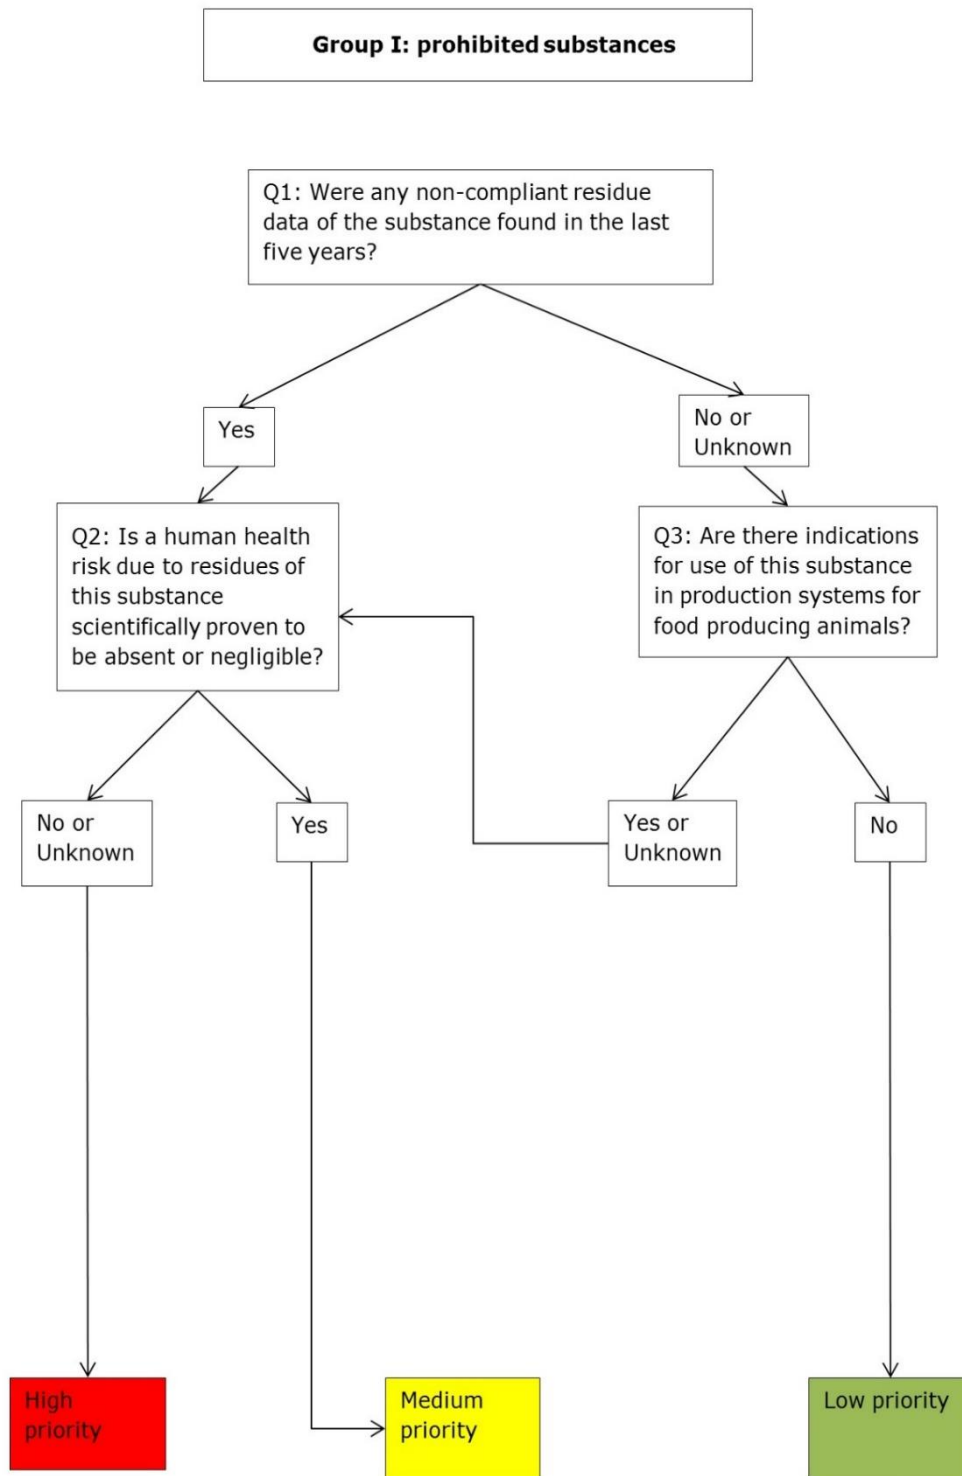 Group I: prohibited substances
Q1: Were any non-compliant residue
data of the substance found in the last
five years?
Yes
No or
Unknown
Q2: Is a human health
risk due to residues of
this substance
scientifically proven to
be absent or negligible?
Q3: Are there indications
for use of this substance
in production systems for
food producing animals?
No or
Unknown
Yes
Yes or
Unknown
No
High
priority
Medium
priority
Low priority